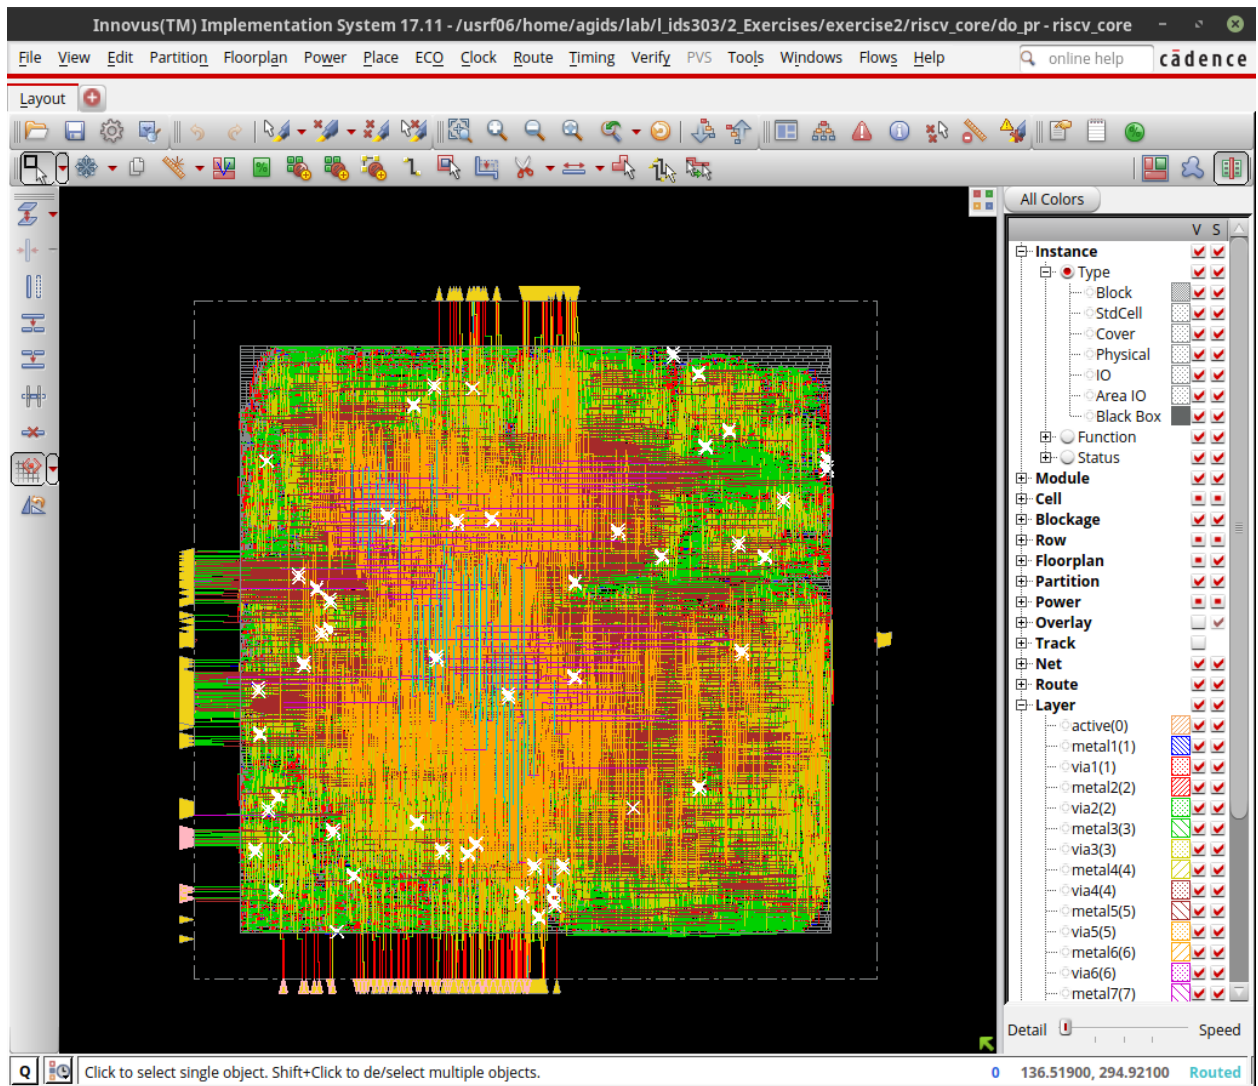 Innovus(TM) Implementation System 17.11 - /usrf06/home/agids/lab/l_ids303/2_Exercises/exercise2/riscv_core/do_pr - riscv_core
File View Edit Partition Floorplan Power Place ECO Clock Route Timing Verify PVS Tools Windows Flows Help online help cādence
Layout
All Colors
V S
Instance
Type
Block
StdCell
Cover
Physical
IO
Area IO
Black Box
Function
Status
Module
Cell
Blockage
Row
Floorplan
Partition
Power
Overlay
Track
Net
Route
Layer
active(0)
metal1(1)
via1(1)
metal2(2)
via2(2)
metal3(3)
via3(3)
metal4(4)
via4(4)
metal5(5)
via5(5)
metal6(6)
via6(6)
metal7(7)
Detail Speed
Q Click to select single object. Shift+Click to de/select multiple objects. 0 136.51900, 294.92100 Routed